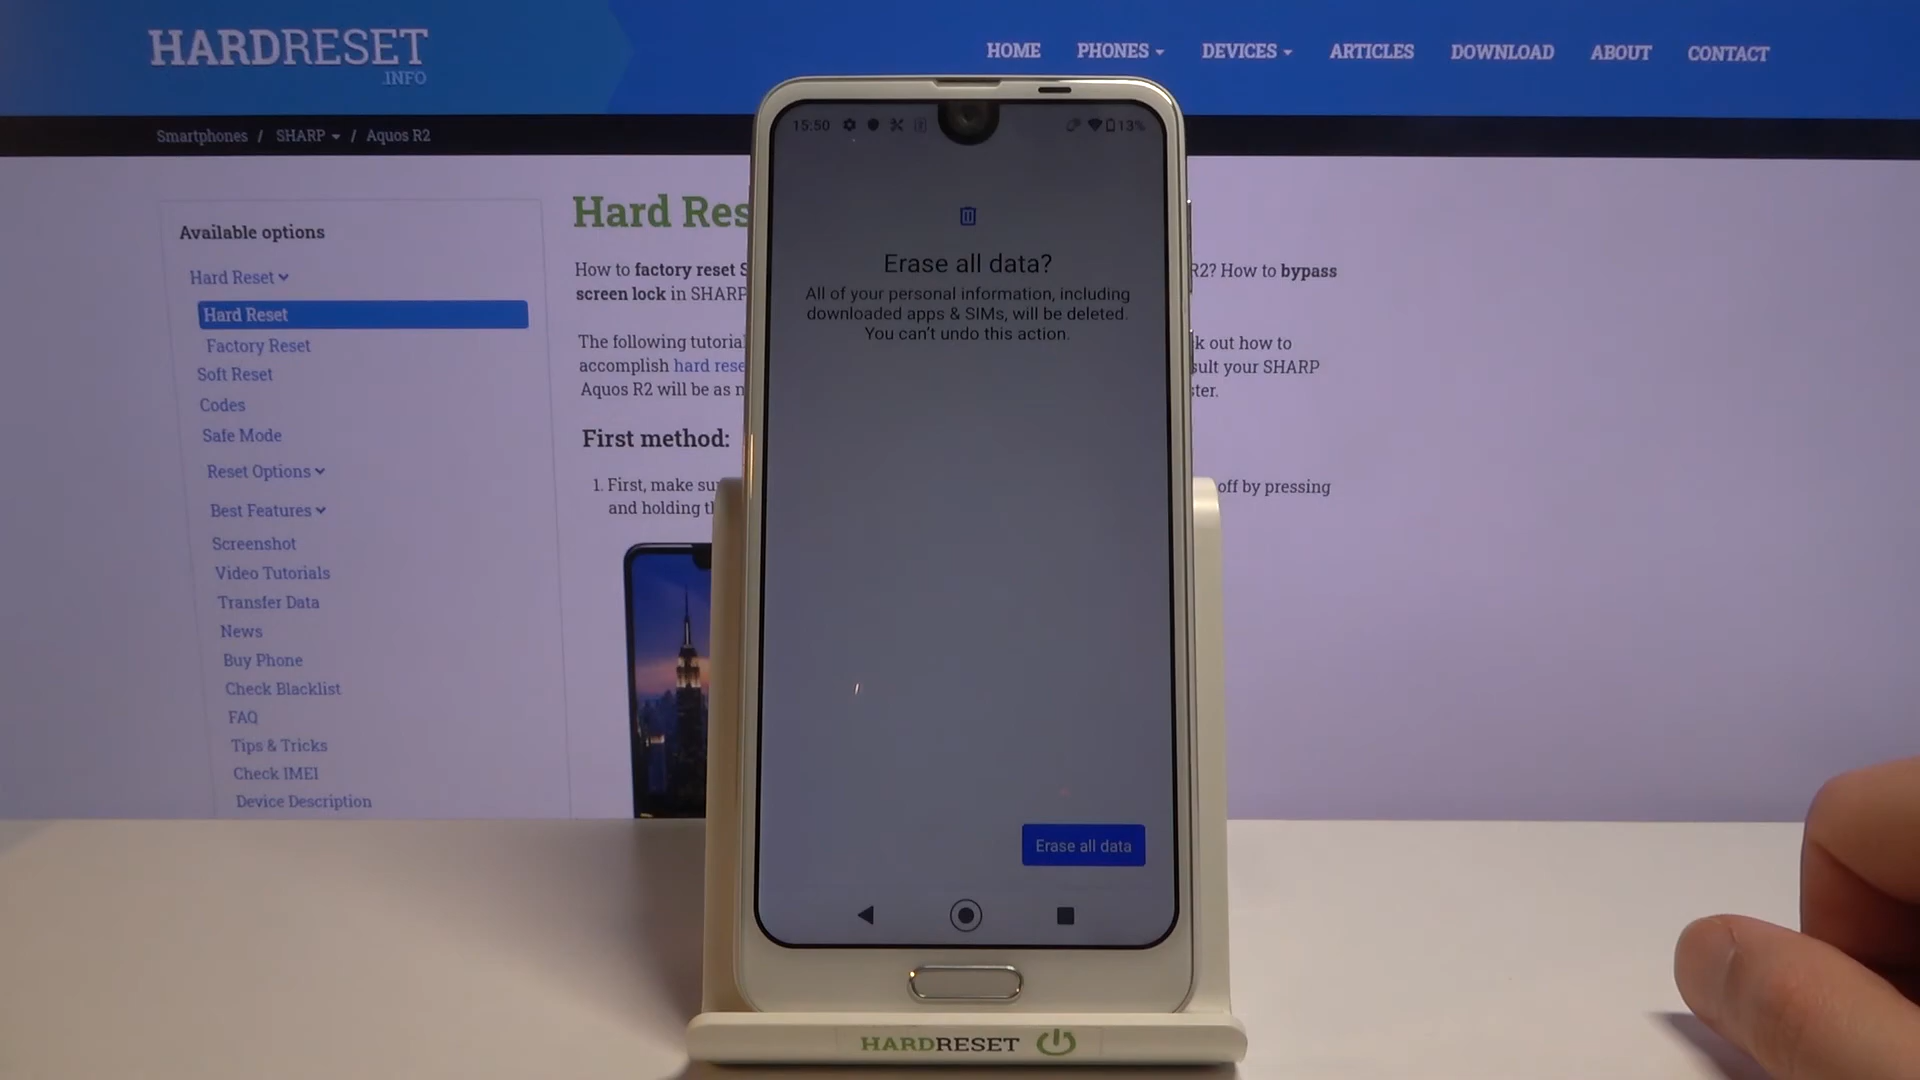 HARDRESET
.INFO
HOME PHONES DEVICES ARTICLES DOWNLOAD ABOUT CONTACT
Smartphones / SHARP / Aquos R2
Available options
Hard Reset
Hard Reset
Factory Reset
Soft Reset
Codes
Safe Mode
Reset Options
Best Features
Screenshot
Video Tutorials
Transfer Data
News
Buy Phone
Check Blacklist
FAQ
Tips & Tricks
Check IMEI
Device Description
Hard Res
How to factory reset S
R2? How to bypass
screen lock in SHARP
The following tutoria
k out how to
accomplish hard rese
sult your SHARP
Aquos R2 will be as n
ter.
First method:
1. First, make su
off by pressing
and holding th
15:50 13%
Erase all data?
All of your personal information, including
downloaded apps & SIMs, will be deleted.
You can't undo this action.
Erase all data
HARDRESET